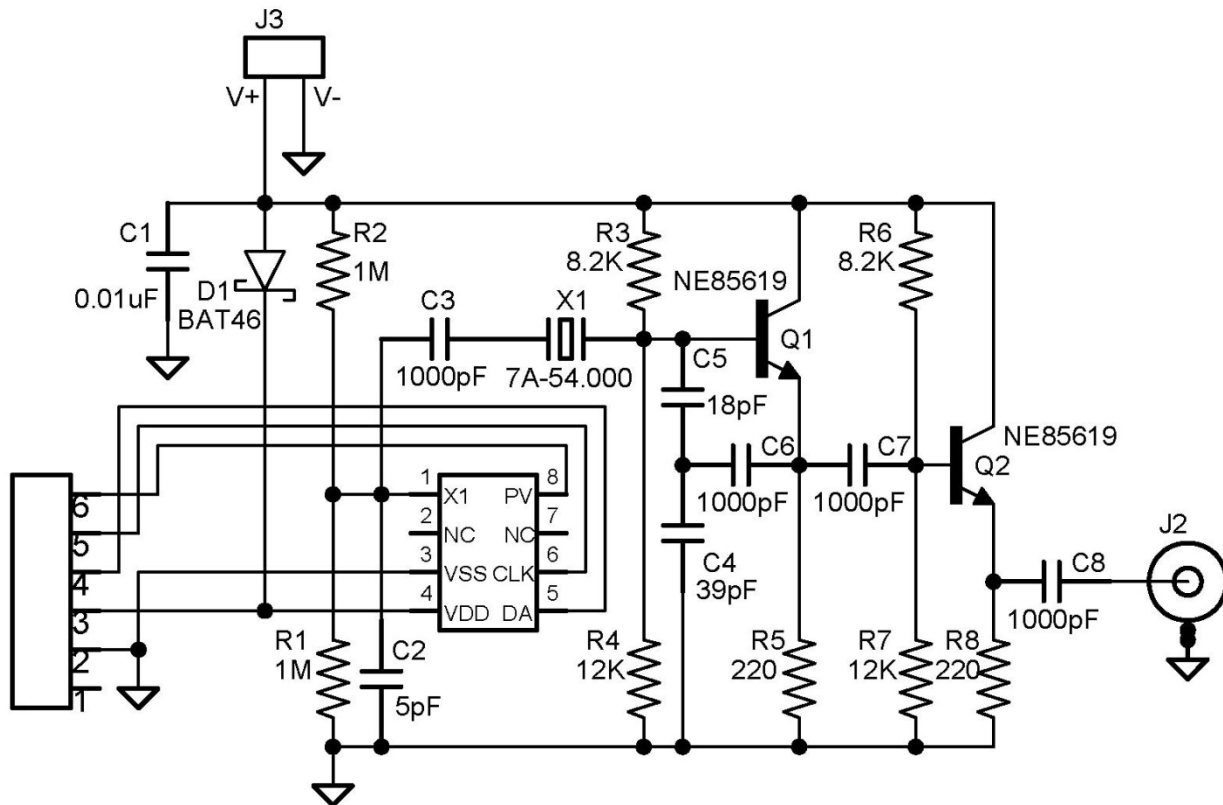 J3
V+
V-
C1
0.01uF
D1
BAT46
R2
1M
C3
1000pF
X1
7A-54.000
R3
8.2K
C5
18pF
NE85619
Q1
R6
8.2K
C6
1000pF
C7
1000pF
NE85619
Q2
6
5
4
3
2
1
1
X1
PV
8
2
NC
NC
7
3
VSS
CLK
6
4
VDD
DA
5
C4
39pF
J2
C8
1000pF
R1
1M
C2
5pF
R4
12K
R5
220
R7
12K
R8
220